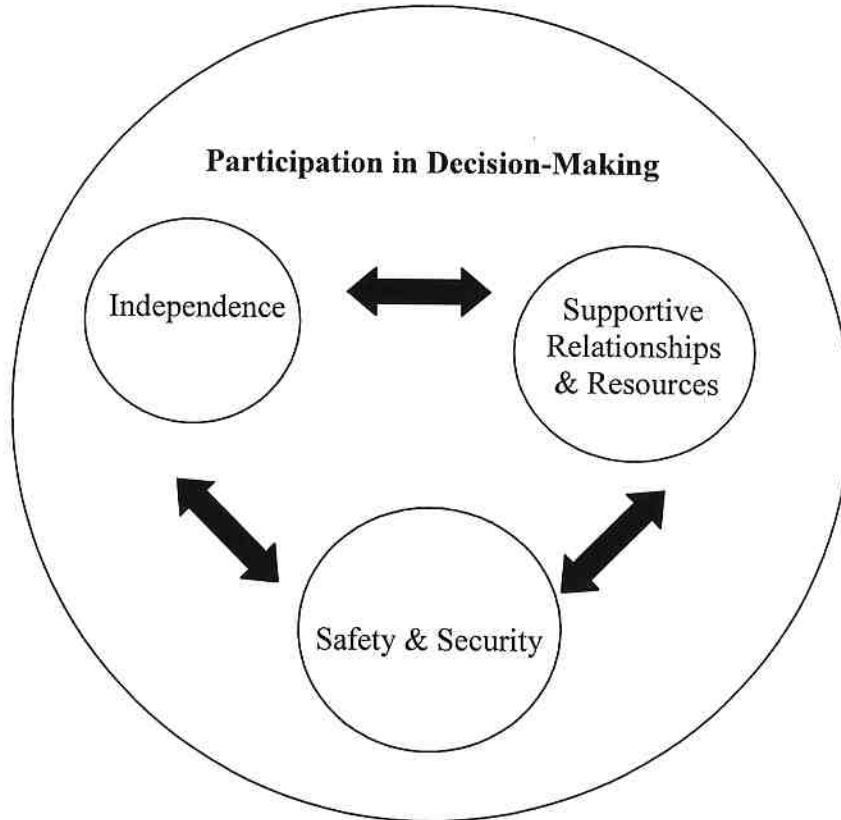 Participation in Decision-Making
Independence
Supportive
Relationships
& Resources
Safety & Security